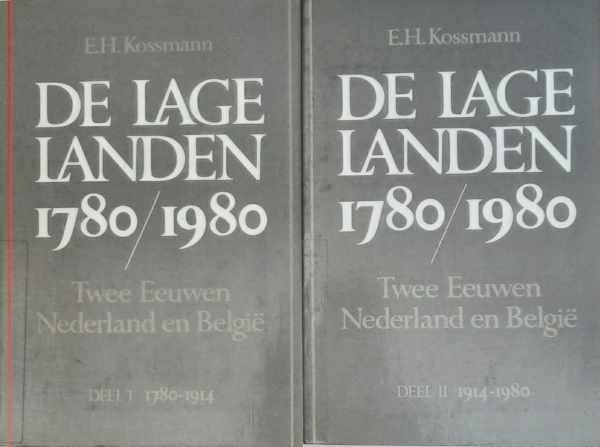 E.H. Kossmann
DE LAGE
LANDEN
1780/1980
Twee Eeuwen
Nederland en België
DEEL I 1780-1914
E.H. Kossmann
DE LAGE
LANDEN
1780/1980
Twee Eeuwen
Nederland en België
DEEL II 1914-1980